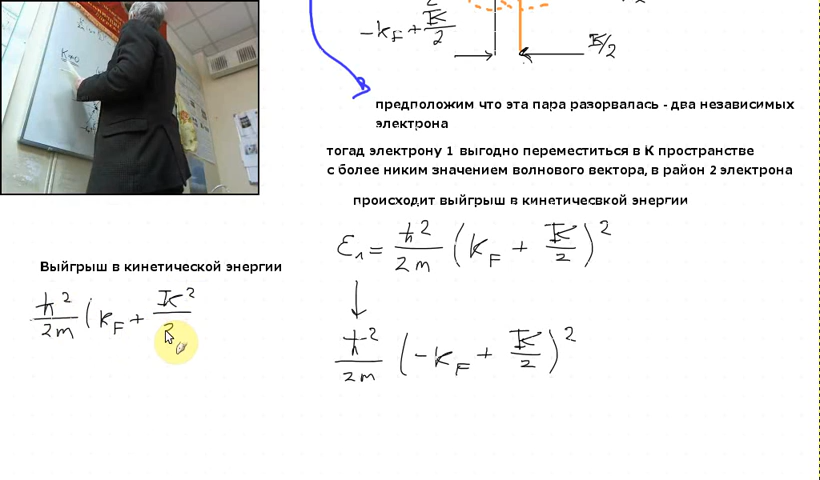 -k_F + K/2
K/2
предположим что эта пара разорвалась - два независимых
электрона
тогад электрону 1 выгодно переместиться в К пространстве
с более никим значением волнового вектора, в район 2 электрона
происходит выйгрыш в кинетичесвкой энергии
ε₁ = ħ²/2m (k_F + K/2)²
↓
ħ²/2m (-k_F + K/2)²
Выйгрыш в кинетической энергии
ħ²/2m (k_F + K²/2